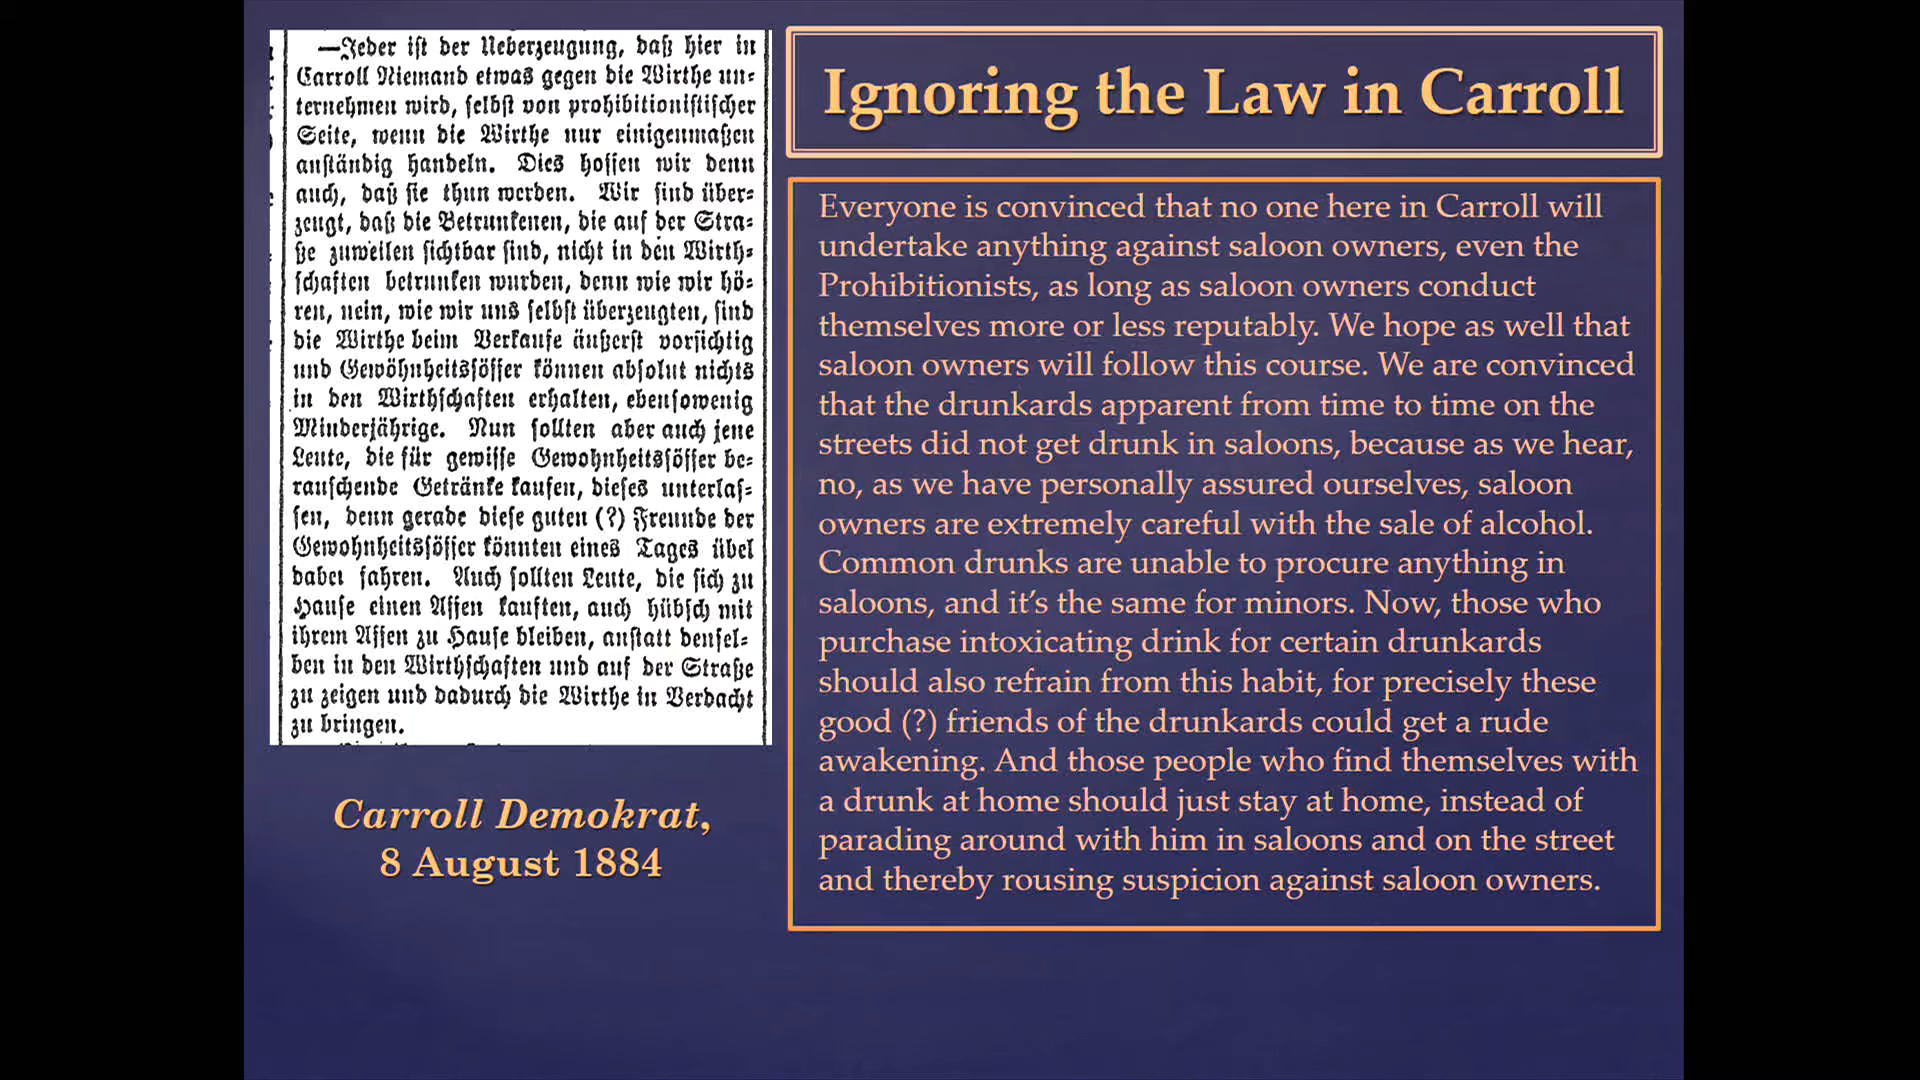 —Jeder iſt der Ueberzeugung, daß hier in
Carroll Niemand etwas gegen die Wirthe un-
ternehmen wird, ſelbſt von prohibitioniſtiſcher
Seite, wenn die Wirthe nur einigenmaßen
anſtändig handeln. Dies hoffen wir denn
auch, daß ſie thun werden. Wir ſind über-
zeugt, daß die Betrunkenen, die auf der Stra-
ße zuweilen ſichtbar ſind, nicht in den Wirth-
ſchaften betrunken wurden, denn wie wir hö-
ren, nein, wie wir uns ſelbſt überzeugten, ſind
die Wirthe beim Verkaufe äußerſt vorſichtig
und Gewöhnheitsſöffer können abſolut nichts
in den Wirthſchaften erhalten, ebenſowenig
Minderjährige. Nun ſollten aber auch jene
Leute, die für gewiſſe Gewohnheitsſöffer be-
rauſchende Getränke kaufen, dieſes unterlaſ-
ſen, denn gerade dieſe guten (?) Freunde der
Gewohnheitsſöffer könnten eines Tages übel
dabei fahren. Auch ſollten Leute, die ſich zu
Hauſe einen Affen kauften, auch hübſch mit
ihrem Affen zu Hauſe bleiben, anſtatt denſel-
ben in den Wirthſchaften und auf der Straße
zu zeigen und dadurch die Wirthe in Verdacht
zu bringen.
Carroll Demokrat,
8 August 1884
Ignoring the Law in Carroll
Everyone is convinced that no one here in Carroll will
undertake anything against saloon owners, even the
Prohibitionists, as long as saloon owners conduct
themselves more or less reputably. We hope as well that
saloon owners will follow this course. We are convinced
that the drunkards apparent from time to time on the
streets did not get drunk in saloons, because as we hear,
no, as we have personally assured ourselves, saloon
owners are extremely careful with the sale of alcohol.
Common drunks are unable to procure anything in
saloons, and it’s the same for minors. Now, those who
purchase intoxicating drink for certain drunkards
should also refrain from this habit, for precisely these
good (?) friends of the drunkards could get a rude
awakening. And those people who find themselves with
a drunk at home should just stay at home, instead of
parading around with him in saloons and on the street
and thereby rousing suspicion against saloon owners.